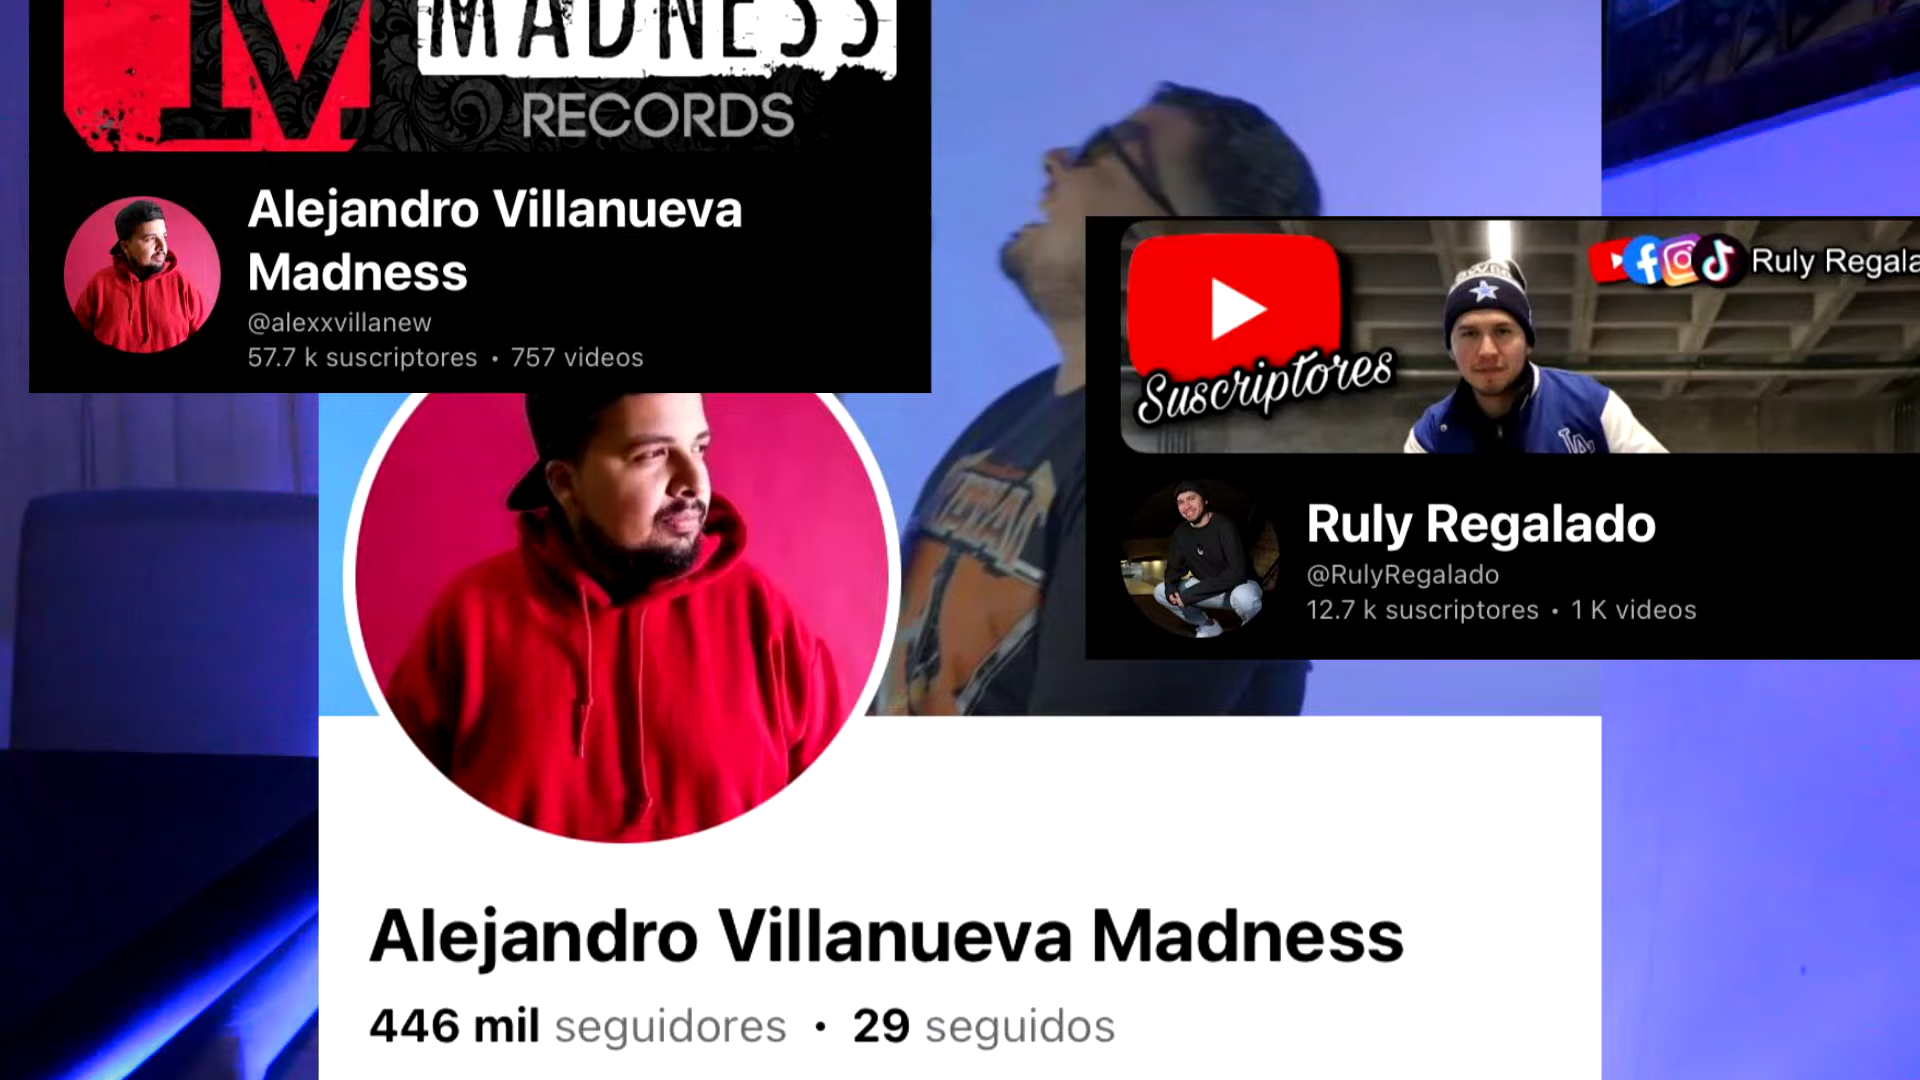 MADNESS
RECORDS
Alejandro Villanueva
Madness
@alexxvillanew
57.7 k suscriptores • 757 videos
Ruly Regala
Suscriptores
LA
Ruly Regalado
@RulyRegalado
12.7 k suscriptores • 1 K videos
Alejandro Villanueva Madness
446 mil seguidores • 29 seguidos